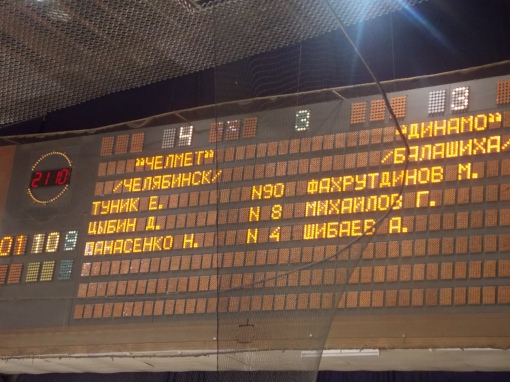 4 3 3
"ЧЕЛМЕТ" "ДИНАМО"
/ЧЕЛЯБИНСК/ /БАЛАШИХА/
ТУНИК Е. N90 ФАХРУТДИНОВ М.
ЦЫБИН Д. N 8 МИХАЙЛОВ Г.
ПАНАСЕНКО Н. N 4 ШИБАЕВ А.
21:10
01 10 9